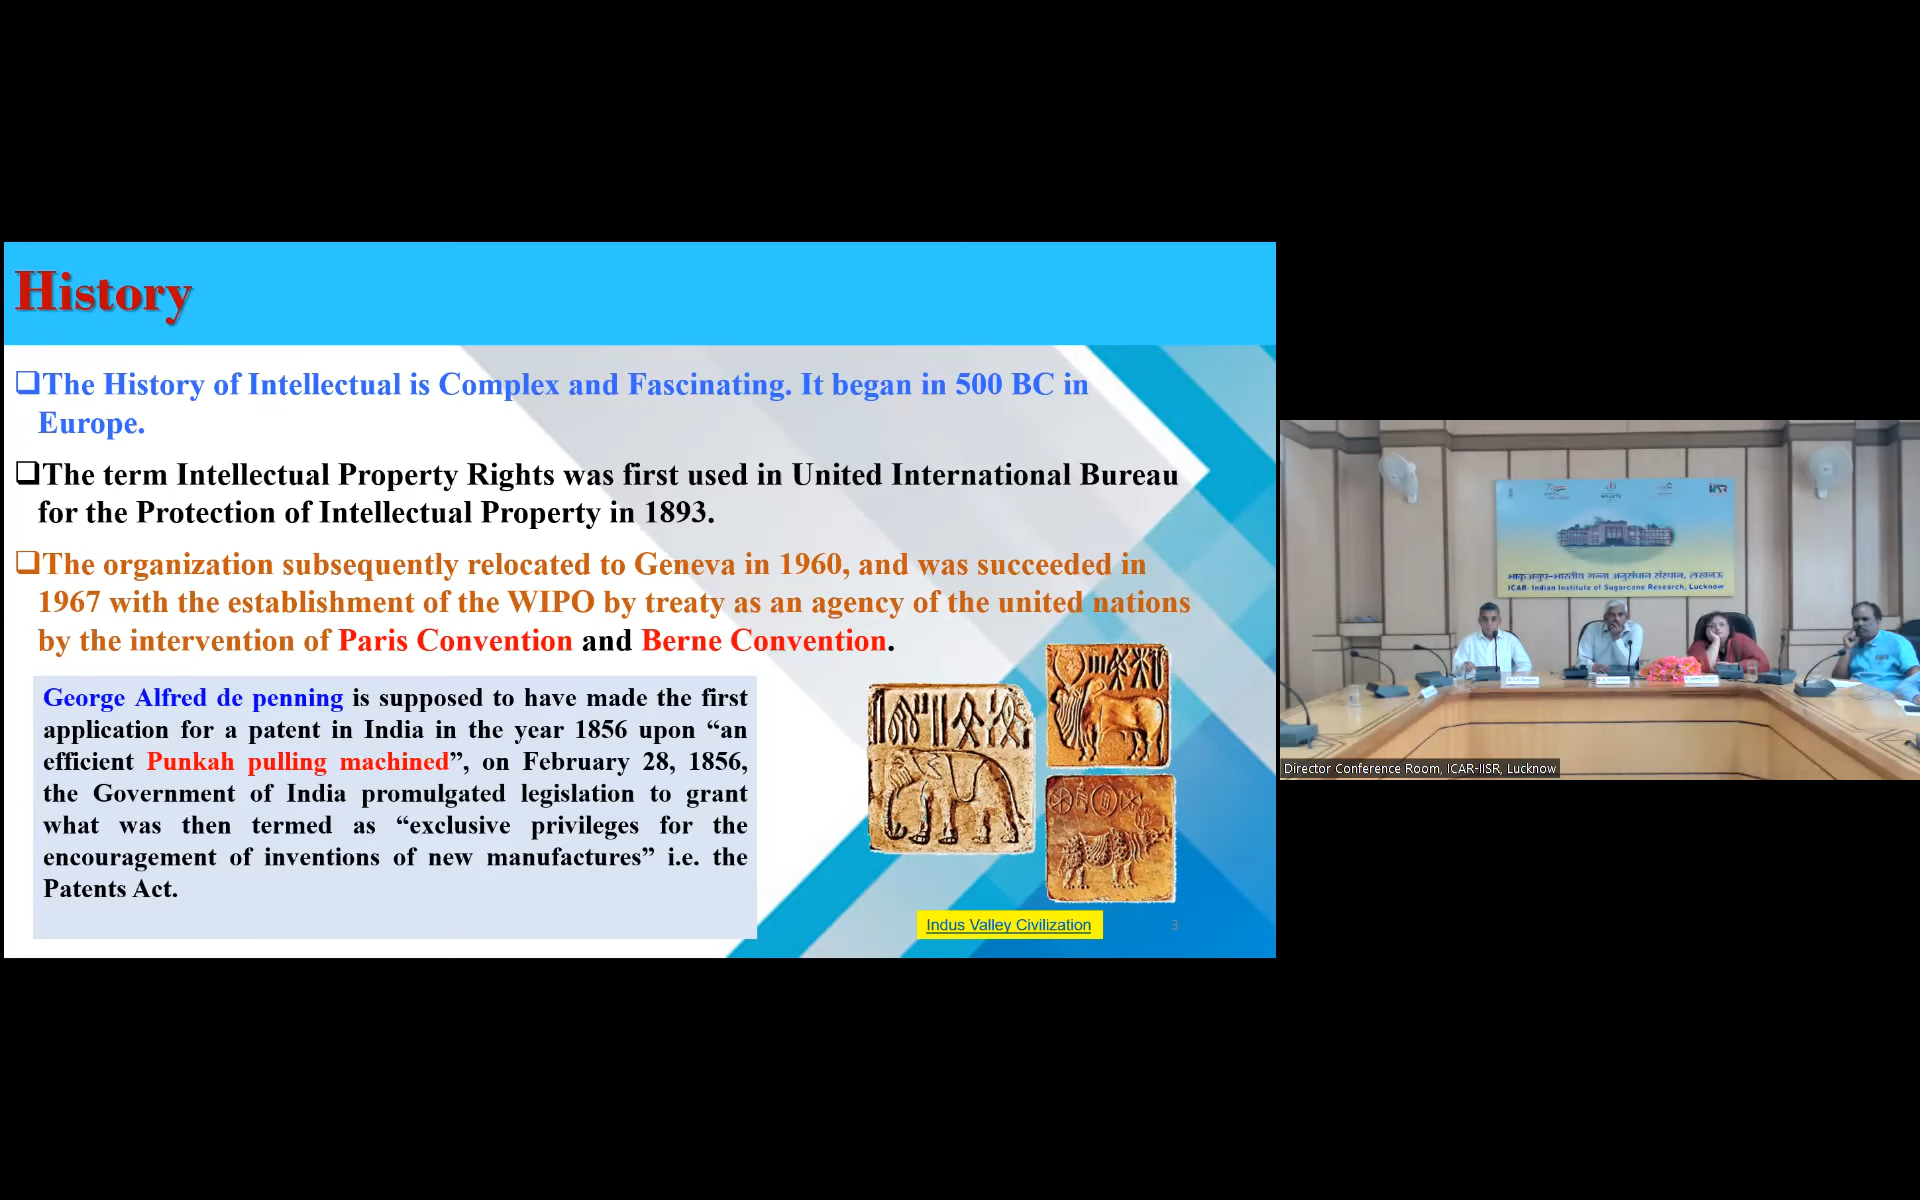 History
❑The History of Intellectual is Complex and Fascinating. It began in 500 BC in
Europe.
❑The term Intellectual Property Rights was first used in United International Bureau
for the Protection of Intellectual Property in 1893.
❑The organization subsequently relocated to Geneva in 1960, and was succeeded in
1967 with the establishment of the WIPO by treaty as an agency of the united nations
by the intervention of Paris Convention and Berne Convention.
George Alfred de penning is supposed to have made the first
application for a patent in India in the year 1856 upon “an
efficient Punkah pulling machined”, on February 28, 1856,
the Government of India promulgated legislation to grant
what was then termed as “exclusive privileges for the
encouragement of inventions of new manufactures” i.e. the
Patents Act.
Indus Valley Civilization
3
भाकृअनुप-भारतीय गन्ना अनुसंधान संस्थान, लखनऊ
ICAR- Indian Institute of Sugarcane Research, Lucknow
Director Conference Room, ICAR-IISR, Lucknow